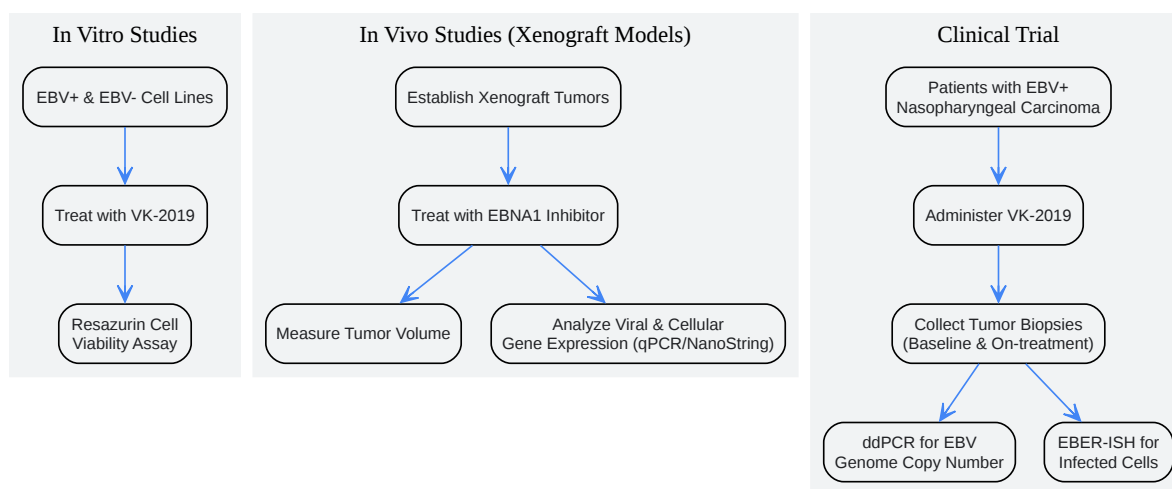 In Vitro Studies
EBV+ & EBV- Cell Lines
Treat with VK-2019
Resazurin Cell
Viability Assay
In Vivo Studies (Xenograft Models)
Establish Xenograft Tumors
Treat with EBNA1 Inhibitor
Measure Tumor Volume
Analyze Viral & Cellular
Gene Expression (qPCR/NanoString)
Clinical Trial
Patients with EBV+
Nasopharyngeal Carcinoma
Administer VK-2019
Collect Tumor Biopsies
(Baseline & On-treatment)
ddPCR for EBV
Genome Copy Number
EBER-ISH for
Infected Cells